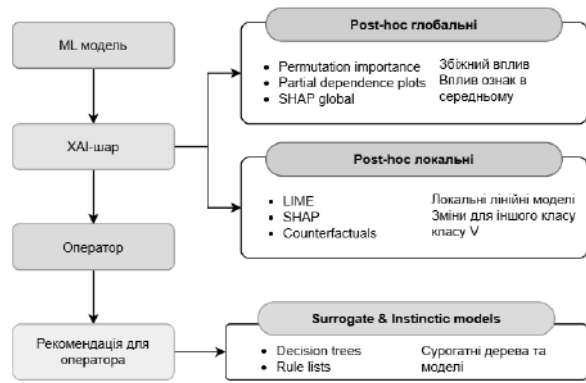 ML модель
XAI-шар
Оператор
Рекомендація для
оператора
Post-hoc глобальні
• Permutation importance
• Partial dependence plots
• SHAP global
Збіжний вплив
Вплив ознак в
середньому
Post-hoc локальні
• LIME
• SHAP
• Counterfactuals
Локальні лінійні моделі
Зміни для іншого класу
класу V
Surrogate & Instinctic models
• Decision trees
• Rule lists
Сурогатні дерева та
моделі